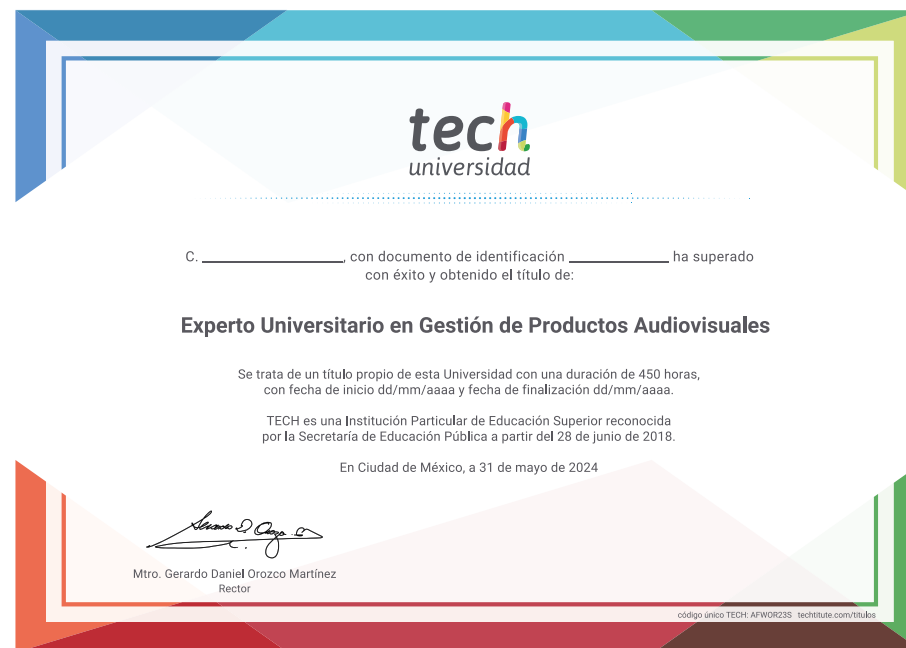 tech
universidad
C. ____________, con documento de identificación ____________ ha superado
con éxito y obtenido el título de:
Experto Universitario en Gestión de Productos Audiovisuales
Se trata de un título propio de esta Universidad con una duración de 450 horas,
con fecha de inicio dd/mm/aaaa y fecha de finalización dd/mm/aaaa.
TECH es una Institución Particular de Educación Superior reconocida
por la Secretaría de Educación Pública a partir del 28 de junio de 2018.
En Ciudad de México, a 31 de mayo de 2024
Mtro. Gerardo Daniel Orozco Martínez
Rector
código único TECH: AFWOR23S techtitute.com/titulos